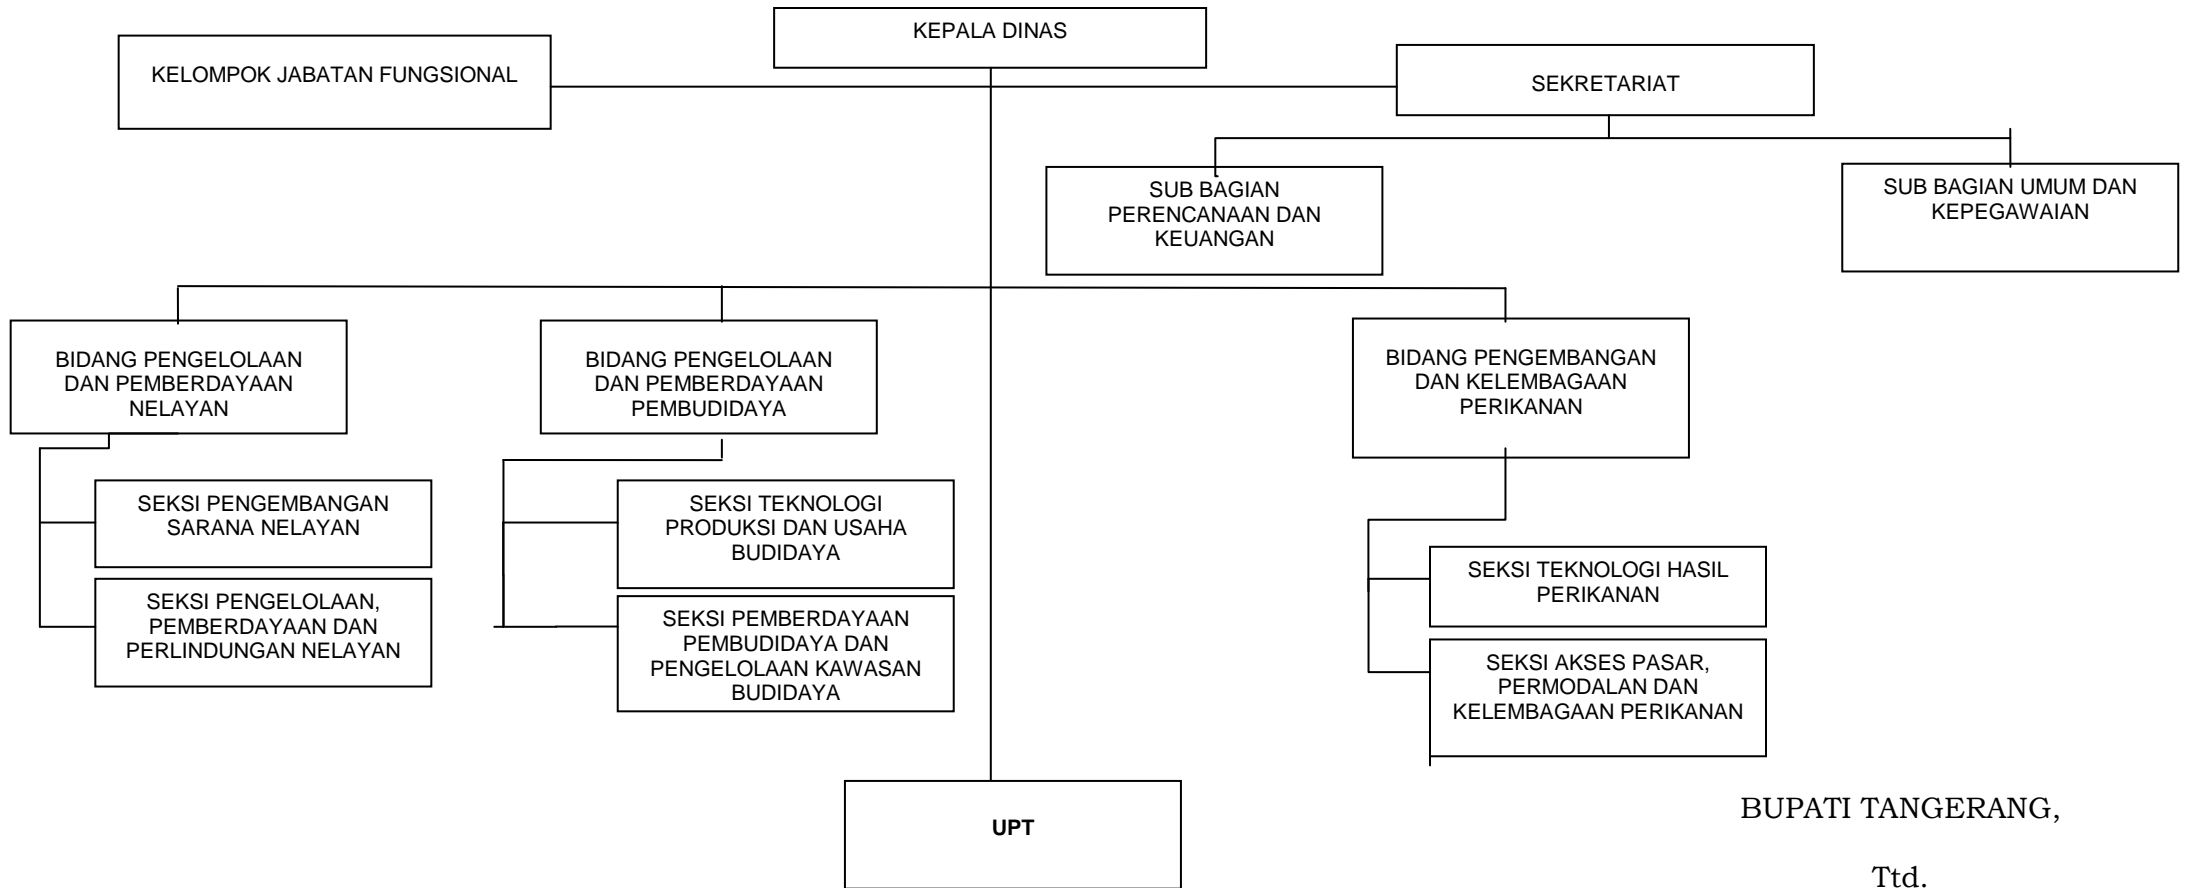 KEPALA DINAS
KELOMPOK JABATAN FUNGSIONAL
SEKRETARIAT
SUB BAGIAN
PERENCANAAN DAN
KEUANGAN
SUB BAGIAN UMUM DAN
KEPEGAWAIAN
BIDANG PENGELOLAAN
DAN PEMBERDAYAAN
NELAYAN
BIDANG PENGELOLAAN
DAN PEMBERDAYAAN
PEMBUDIDAYA
BIDANG PENGEMBANGAN
DAN KELEMBAGAAN
PERIKANAN
SEKSI PENGEMBANGAN
SARANA NELAYAN
SEKSI PENGELOLAAN,
PEMBERDAYAAN DAN
PERLINDUNGAN NELAYAN
SEKSI TEKNOLOGI
PRODUKSI DAN USAHA
BUDIDAYA
SEKSI PEMBERDAYAAN
PEMBUDIDAYA DAN
PENGELOLAAN KAWASAN
BUDIDAYA
SEKSI TEKNOLOGI HASIL
PERIKANAN
SEKSI AKSES PASAR,
PERMODALAN DAN
KELEMBAGAAN PERIKANAN
UPT
BUPATI TANGERANG,
Ttd.